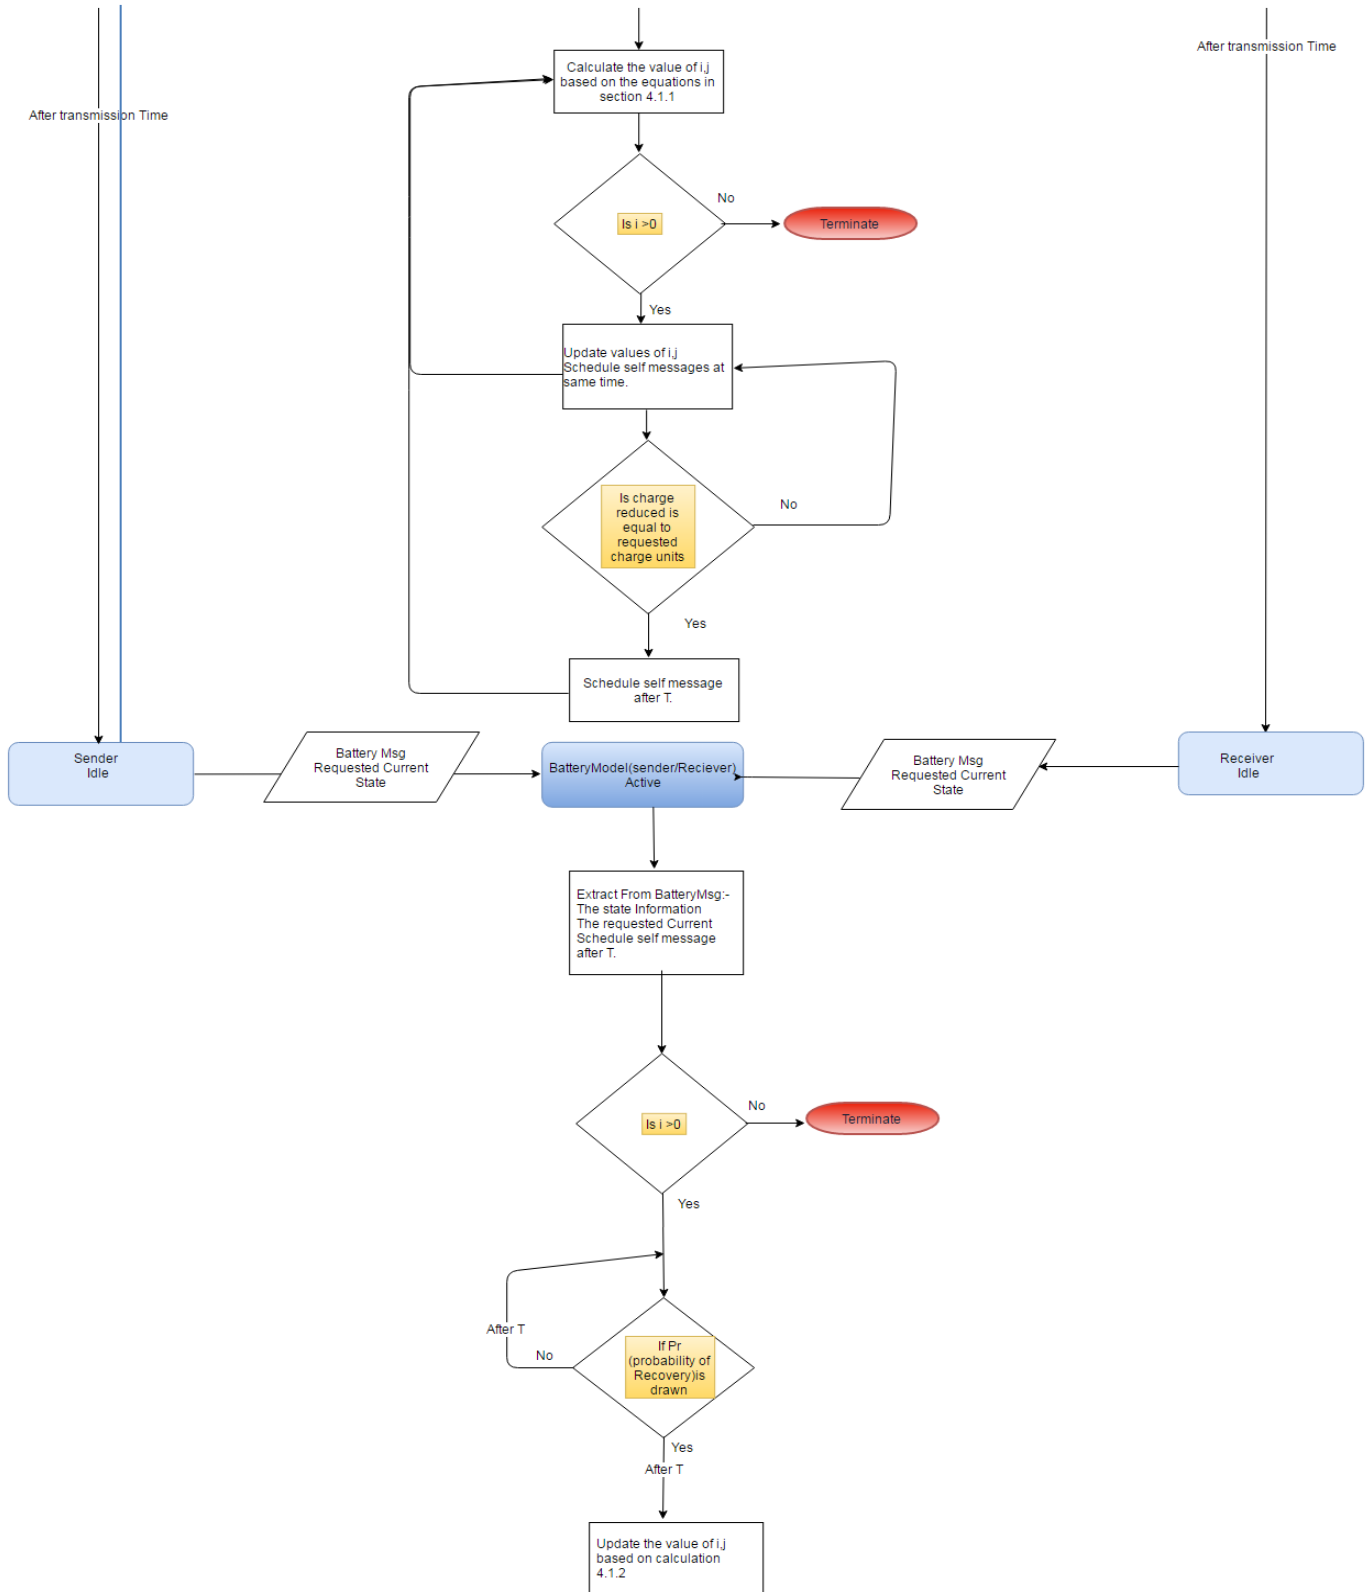 After transmission Time
After transmission Time
Calculate the value of i,j
based on the equations in
section 4.1.1
Is i >0
No
Terminate
Yes
Update values of i,j
Schedule self messages at
same time.
Is charge
reduced is
equal to
requested
charge units
No
Yes
Schedule self message
after T.
Sender
Idle
Battery Msg
Requested Current
State
BatteryModel(sender/Reciever)
Active
Battery Msg
Requested Current
State
Receiver
Idle
Extract From BatteryMsg:-
The state Information
The requested Current
Schedule self message
after T.
Is i >0
No
Terminate
Yes
After T
No
If Pr
(probability of
Recovery)is
drawn
Yes
After T
Update the value of i,j
based on calculation
4.1.2